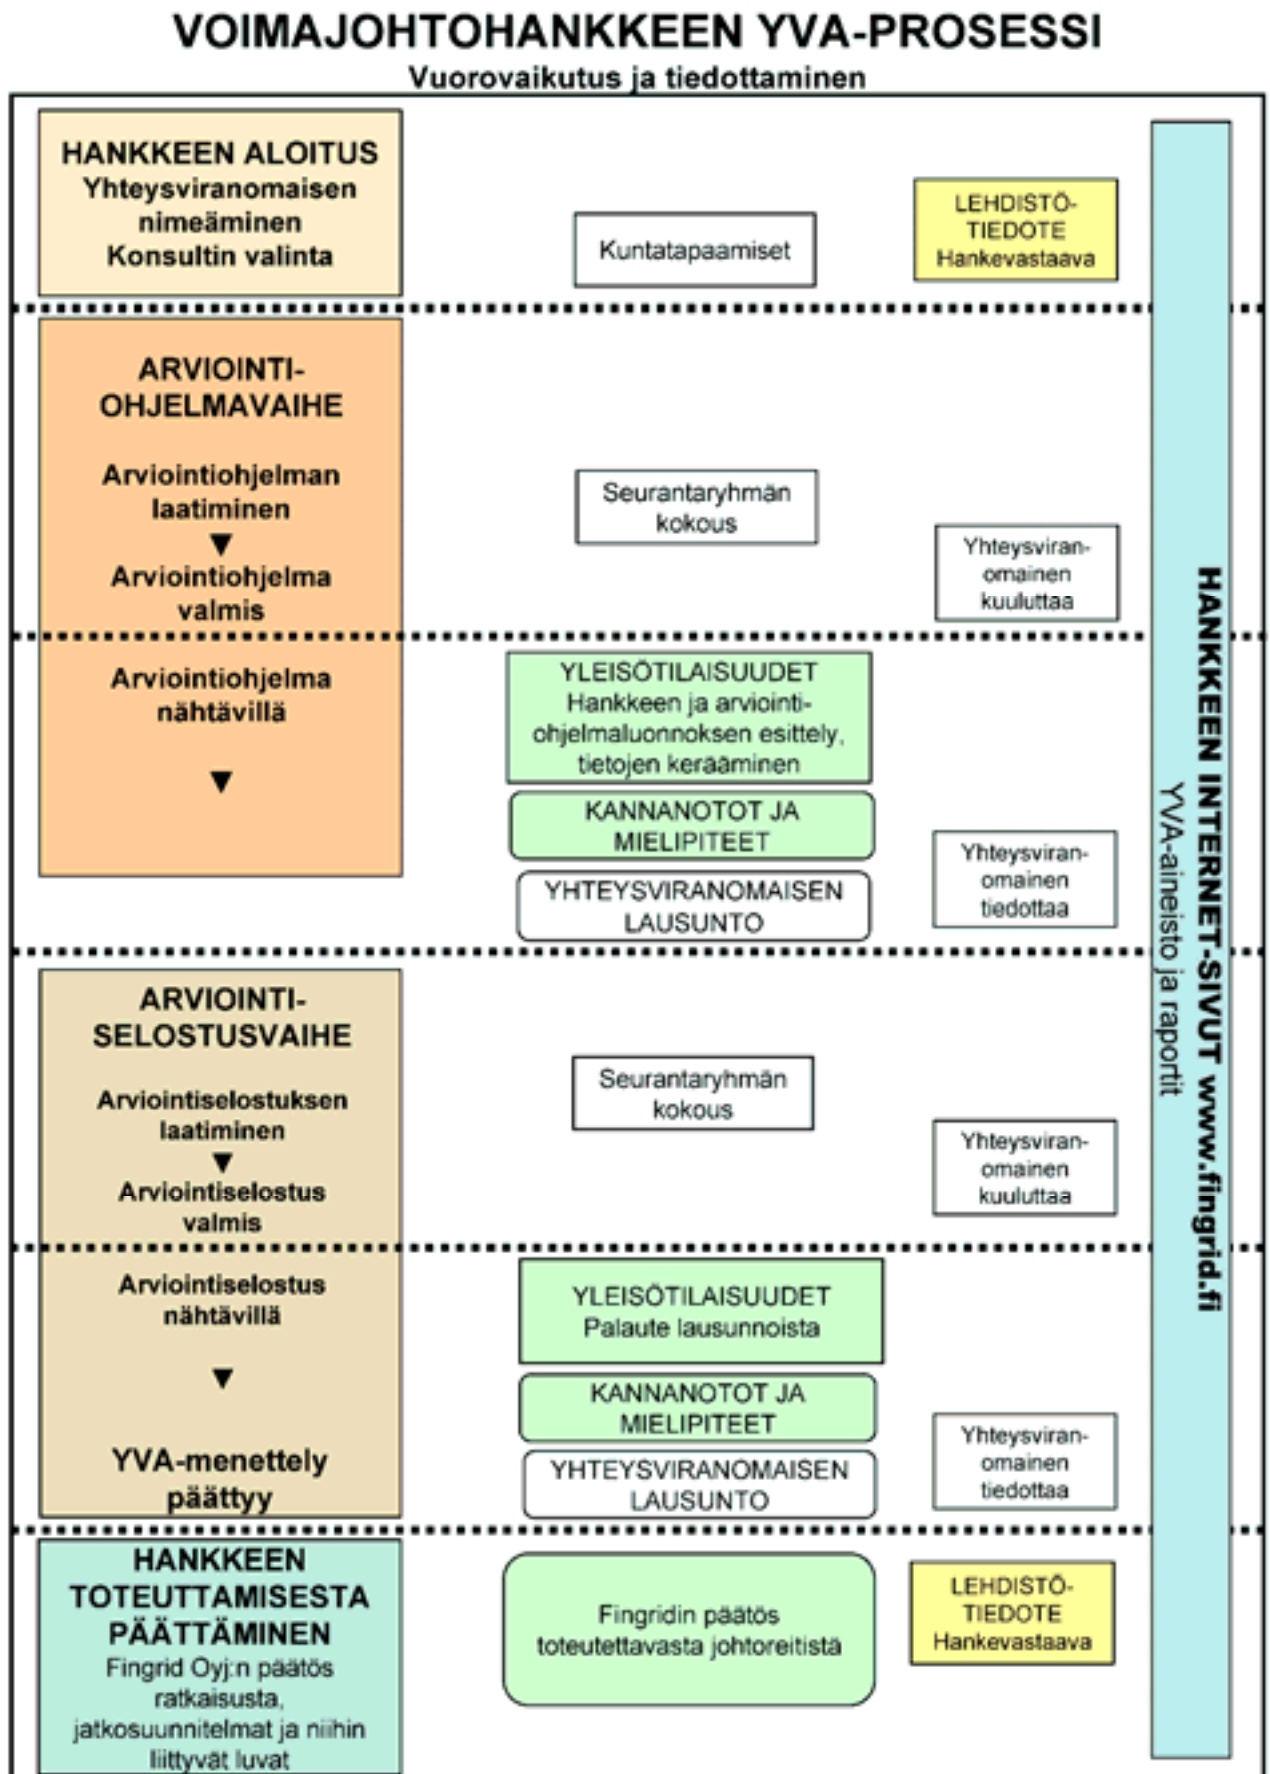 VOIMAJOHTOHANKKEEN YVA-PROSESSI
Vuorovaikutus ja tiedottaminen
HANKKEEN ALOITUS
Yhteysviranomaisen
nimeäminen
Konsultin valinta
Kuntatapaamiset
LEHDISTÖ-
TIEDOTE
Hankevastaava
ARVIOINTI-
OHJELMAVAIHE
Arviointiohjelman
laatiminen
Arviointiohjelma
valmis
Seurantaryhmän
kokous
Yhteysviran-
omainen
kuuluttaa
Arviointiohjelma
nähtävillä
YLEISÖTILAISUUDET
Hankkeen ja arviointi-
ohjelmaluonnoksen esittely,
tietojen kerääminen
KANNANOTOT JA
MIELIPITEET
YHTEYSVIRANOMAISEN
LAUSUNTO
Yhteysviran-
omainen
tiedottaa
ARVIOINTI-
SELOSTUSVAIHE
Arviointiselostuksen
laatiminen
Arviointiselostus
valmis
Seurantaryhmän
kokous
Yhteysviran-
omainen
kuuluttaa
Arviointiselostus
nähtävillä
YVA-menettely
päättyy
YLEISÖTILAISUUDET
Palaute lausunnoista
KANNANOTOT JA
MIELIPITEET
YHTEYSVIRANOMAISEN
LAUSUNTO
Yhteysviran-
omainen
tiedottaa
HANKKEEN
TOTEUTTAMISESTA
PÄÄTTÄMINEN
Fingrid Oyj:n päätös
ratkaisusta,
jatkosuunnitelmat ja niihin
liittyvät luvat
Fingridin päätös
toteutettavasta johtoreitistä
LEHDISTÖ-
TIEDOTE
Hankevastaava
HANKKEEN INTERNET-SIVUT www.fingrid.fi
YVA-aineisto ja raportit